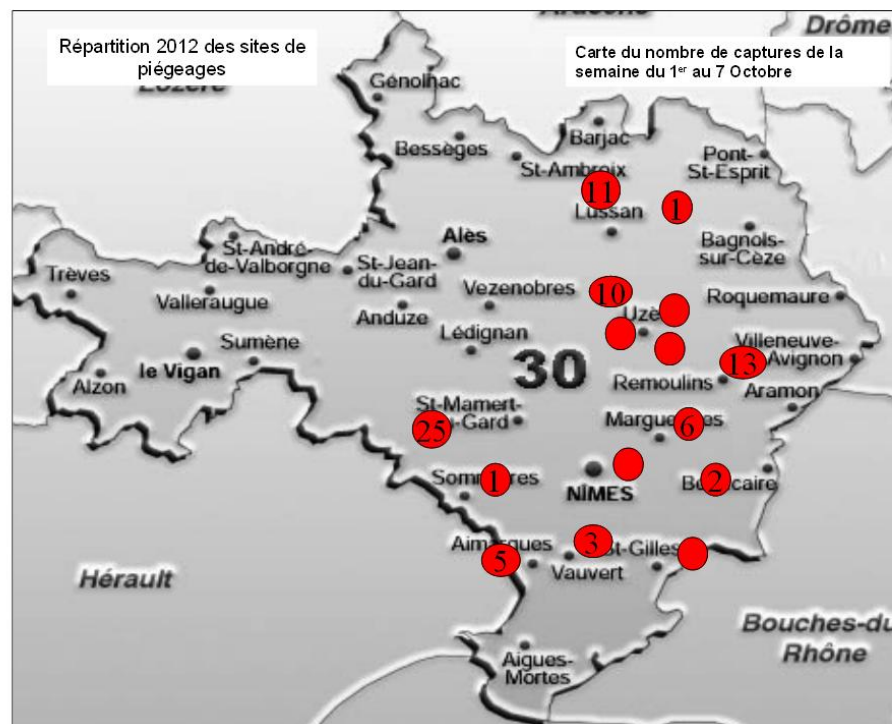 Ardèche
Répartition 2012 des sites de
piégeages
Carte du nombre de captures de la
semaine du 1er au 7 Octobre
Drôme
Lozère
Génolhac
Barjac
Bessèges
St-Ambroix
Pont-
St-Esprit
11
1
Lussan
Bagnols-
sur-Cèze
St-André-
de-Valborgne
Alès
St-Jean-
du-Gard
Trèves
Valleraugue
Vezenobres
10
Roquemaure
Anduze
Uzès
Lédignan
Sumène
Villeneuve-
Avignon
13
le Vigan
30
Alzon
Remoulins
Aramon
St-Mamert-
Gard
25
6
1
2
NÎMES
Aimargues
3
St-Gilles
5
Vauvert
Hérault
Bouches-du
Rhône
Aigues-
Mortes